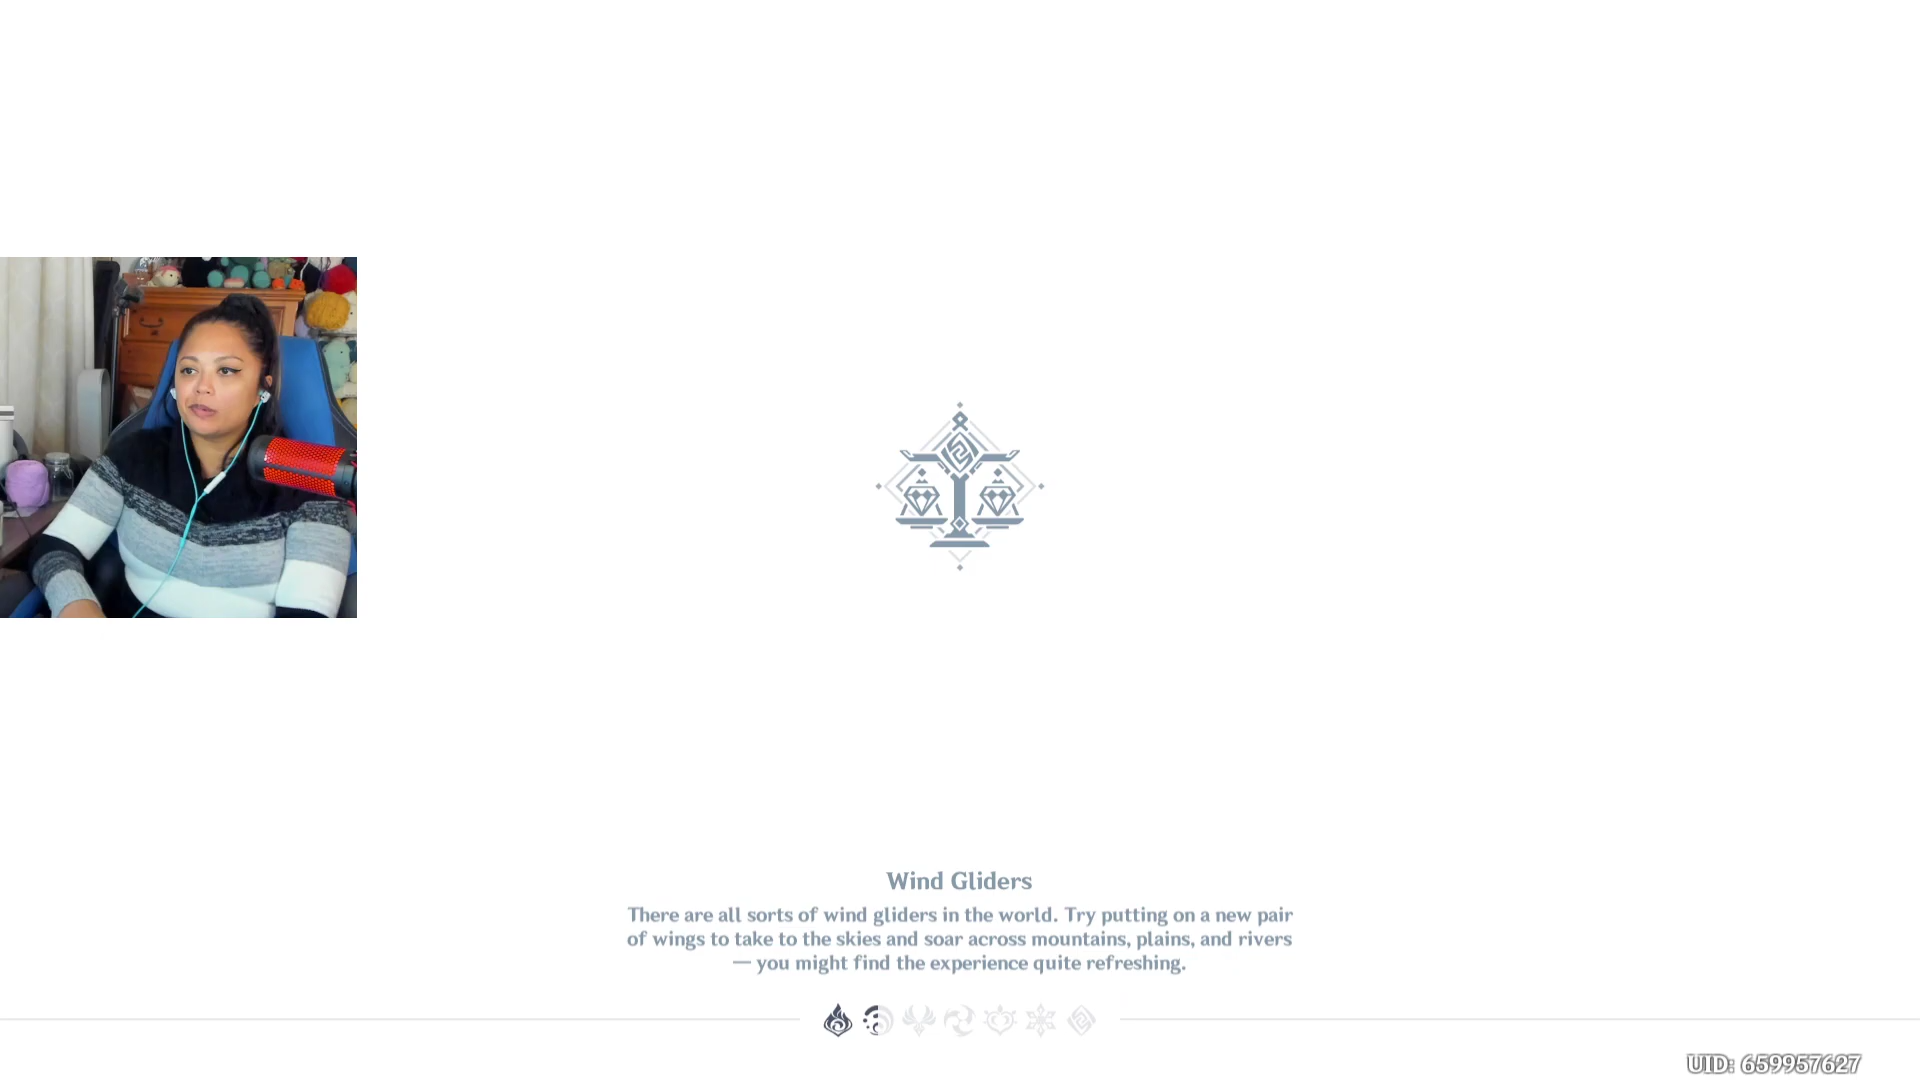 Wind Gliders
There are all sorts of wind gliders in the world. Try putting on a new pair
of wings to take to the skies and soar across mountains, plains, and rivers
— you might find the experience quite refreshing.
UID: 659957627